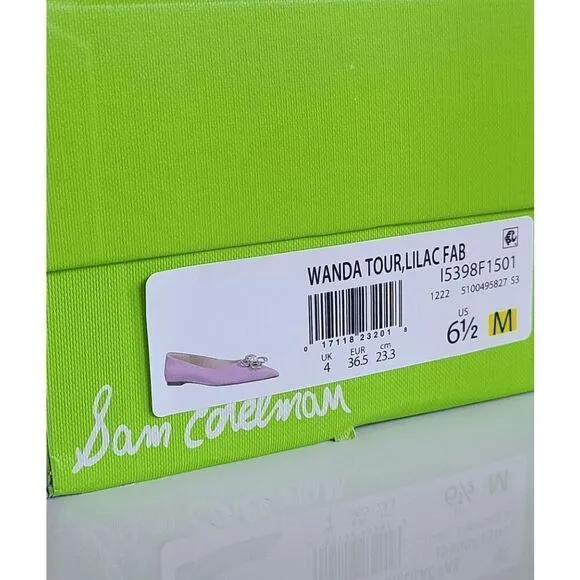 WANDA TOUR,LILAC FAB
I5398F1501
1222 5100495827 S3
0 17118 23201 8
UK EUR cm
4 36.5 23.3
US
6½ M
Sam Edelman